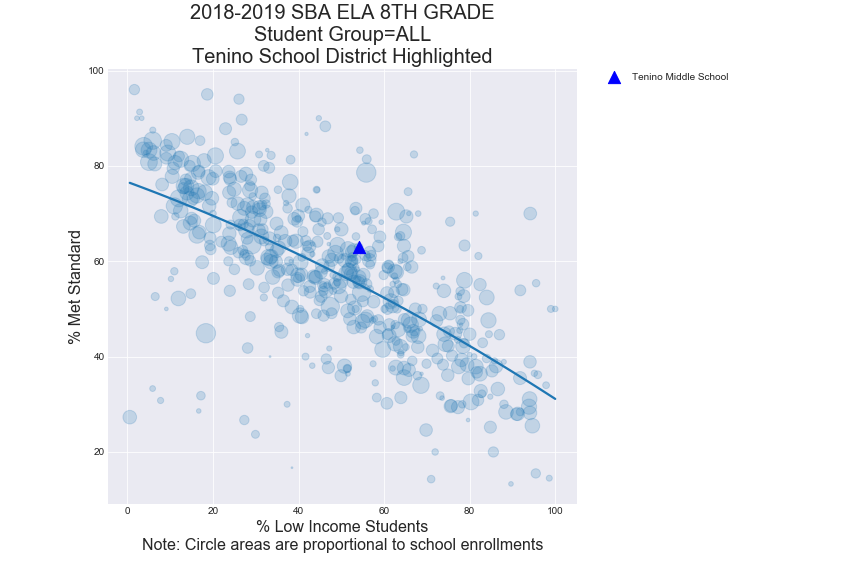 2018-2019 SBA ELA 8TH GRADE
Student Group=ALL
Tenino School District Highlighted
Tenino Middle School
% Met Standard
100
80
60
40
20
0 20 40 60 80 100
% Low Income Students
Note: Circle areas are proportional to school enrollments